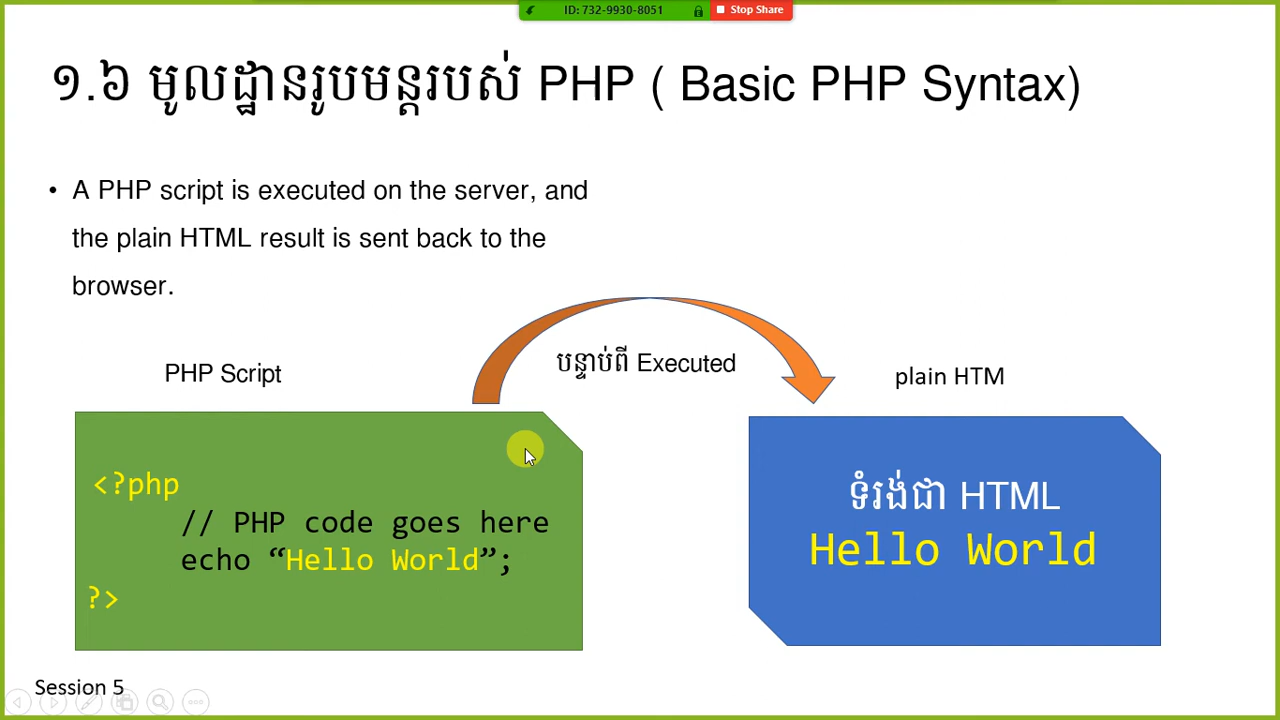 ID: 732-9930-8051
Stop Share
១.៦ មូលដ្ឋានរូបមន្តរបស់ PHP ( Basic PHP Syntax)
• A PHP script is executed on the server, and
the plain HTML result is sent back to the
browser.
បន្ទាប់ពី Executed
PHP Script
plain HTM
<?php
// PHP code goes here
echo “Hello World”;
?>
ទំរង់ជា HTML
Hello World
Session 5